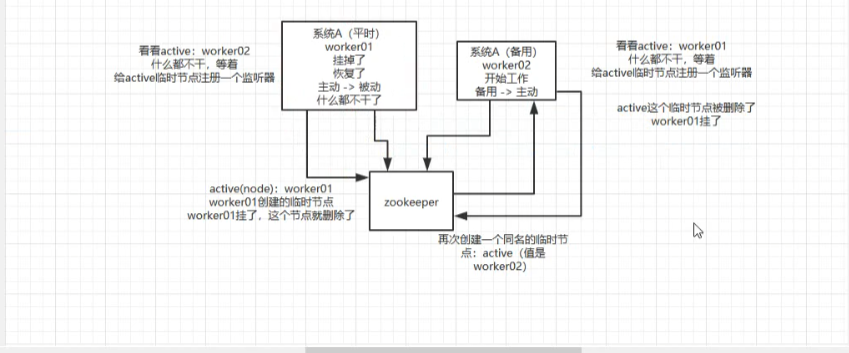 看看active：worker02
什么都不干，等着
给active临时节点注册一个监听器
系统A（平时）
worker01
挂掉了
恢复了
主动 -> 被动
什么都不干了
系统A（备用）
worker02
开始工作
备用 -> 主动
看看active：worker01
什么都不干，等着
给active临时节点注册一个监听器
active这个临时节点被删除了
worker01挂了
active(node)：worker01
worker01创建的临时节点
worker01挂了，这个节点就删除了
zookeeper
再次创建一个同名的临时节
点：active（值是
worker02）